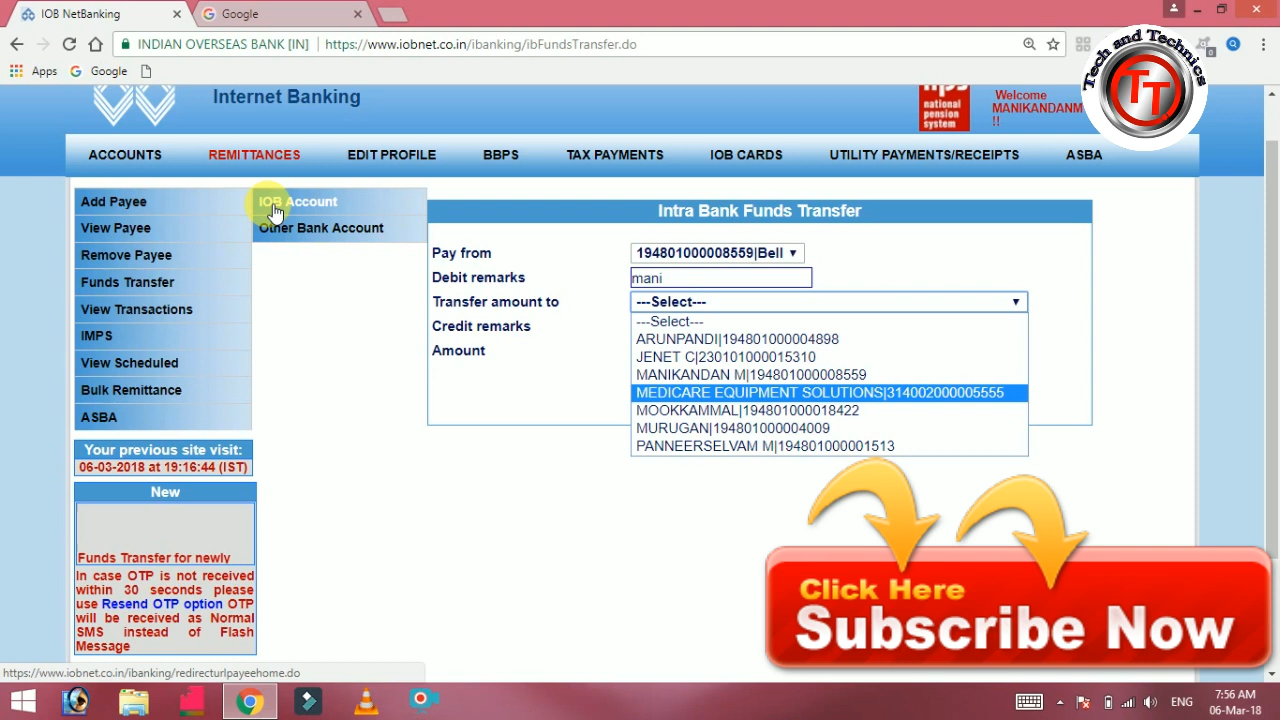 IOB NetBanking
Google
INDIAN OVERSEAS BANK [IN]
https://www.iobnet.co.in/ibanking/ibFundsTransfer.do
Apps
Google
Tech and Technics
TT
Internet Banking
national
pension
system
Welcome
MANIKANDANM
!!
ACCOUNTS
REMITTANCES
EDIT PROFILE
BBPS
TAX PAYMENTS
IOB CARDS
UTILITY PAYMENTS/RECEIPTS
ASBA
Add Payee
View Payee
Remove Payee
Funds Transfer
View Transactions
IMPS
View Scheduled
Bulk Remittance
ASBA
IOB Account
Other Bank Account
Intra Bank Funds Transfer
Pay from
194801000008559|Bell
Debit remarks
mani
Transfer amount to
---Select---
Credit remarks
Amount
---Select---
ARUNPANDI|194801000004898
JENET C|230101000015310
MANIKANDAN M|194801000008559
MEDICARE EQUIPMENT SOLUTIONS|314002000005555
MOOKKAMMAL|194801000018422
MURUGAN|194801000004009
PANNEERSELVAM M|194801000001513
Your previous site visit:
06-03-2018 at 19:16:44 (IST)
New
Funds Transfer for newly
In case OTP is not received
within 30 seconds please
use Resend OTP option OTP
will be received as Normal
SMS instead of Flash
Message
Click Here
Subscribe Now
https://www.iobnet.co.in/ibanking/redirecturlpayeehome.do
ENG
7:56 AM
06-Mar-18